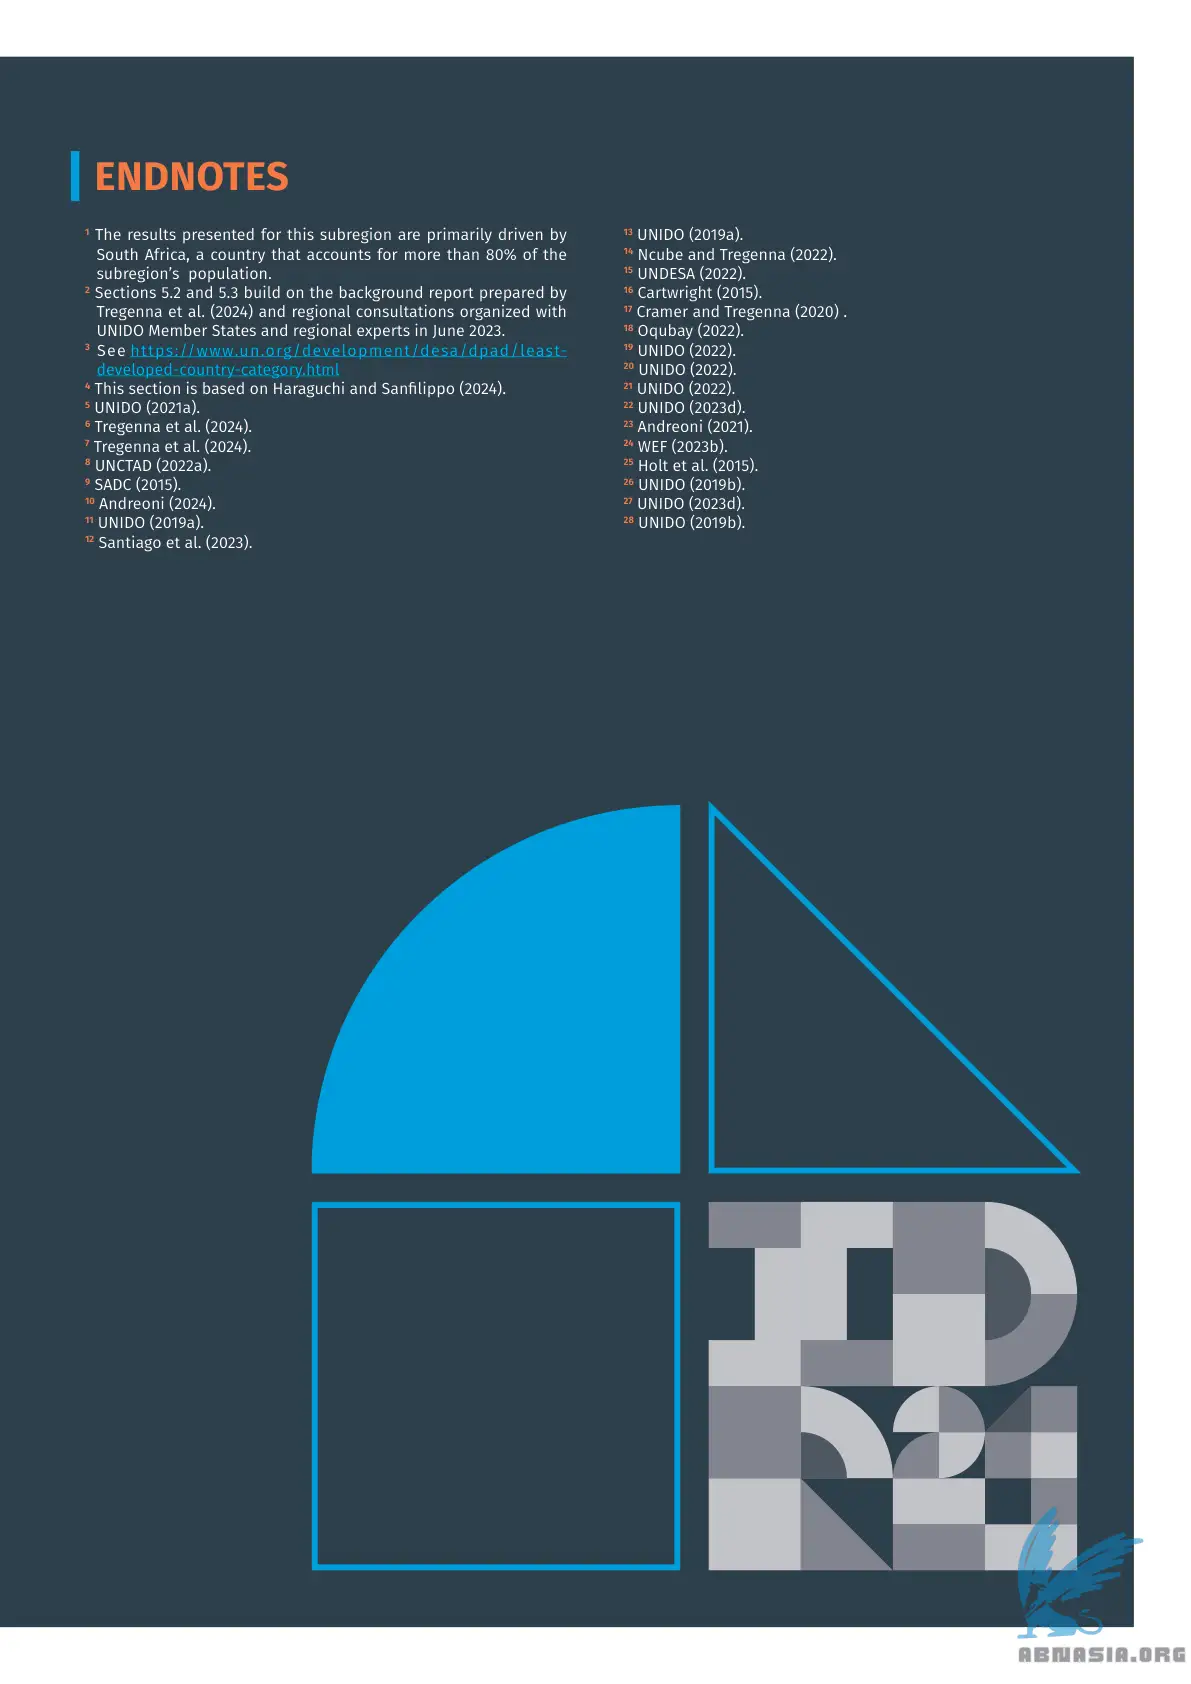 ENDNOTES
1 The results presented for this subregion are primarily driven by
South Africa, a country that accounts for more than 80% of the
subregion’s population.
2 Sections 5.2 and 5.3 build on the background report prepared by
Tregenna et al. (2024) and regional consultations organized with
UNIDO Member States and regional experts in June 2023.
3 See https://www.un.org/development/desa/dpad/least-
developed-country-category.html
4 This section is based on Haraguchi and Sanfilippo (2024).
5 UNIDO (2021a).
6 Tregenna et al. (2024).
7 Tregenna et al. (2024).
8 UNCTAD (2022a).
9 SADC (2015).
10 Andreoni (2024).
11 UNIDO (2019a).
12 Santiago et al. (2023).
13 UNIDO (2019a).
14 Ncube and Tregenna (2022).
15 UNDESA (2022).
16 Cartwright (2015).
17 Cramer and Tregenna (2020) .
18 Oqubay (2022).
19 UNIDO (2022).
20 UNIDO (2022).
21 UNIDO (2022).
22 UNIDO (2023d).
23 Andreoni (2021).
24 WEF (2023b).
25 Holt et al. (2015).
26 UNIDO (2019b).
27 UNIDO (2023d).
28 UNIDO (2019b).
ID
R24
ABNASIA.ORG